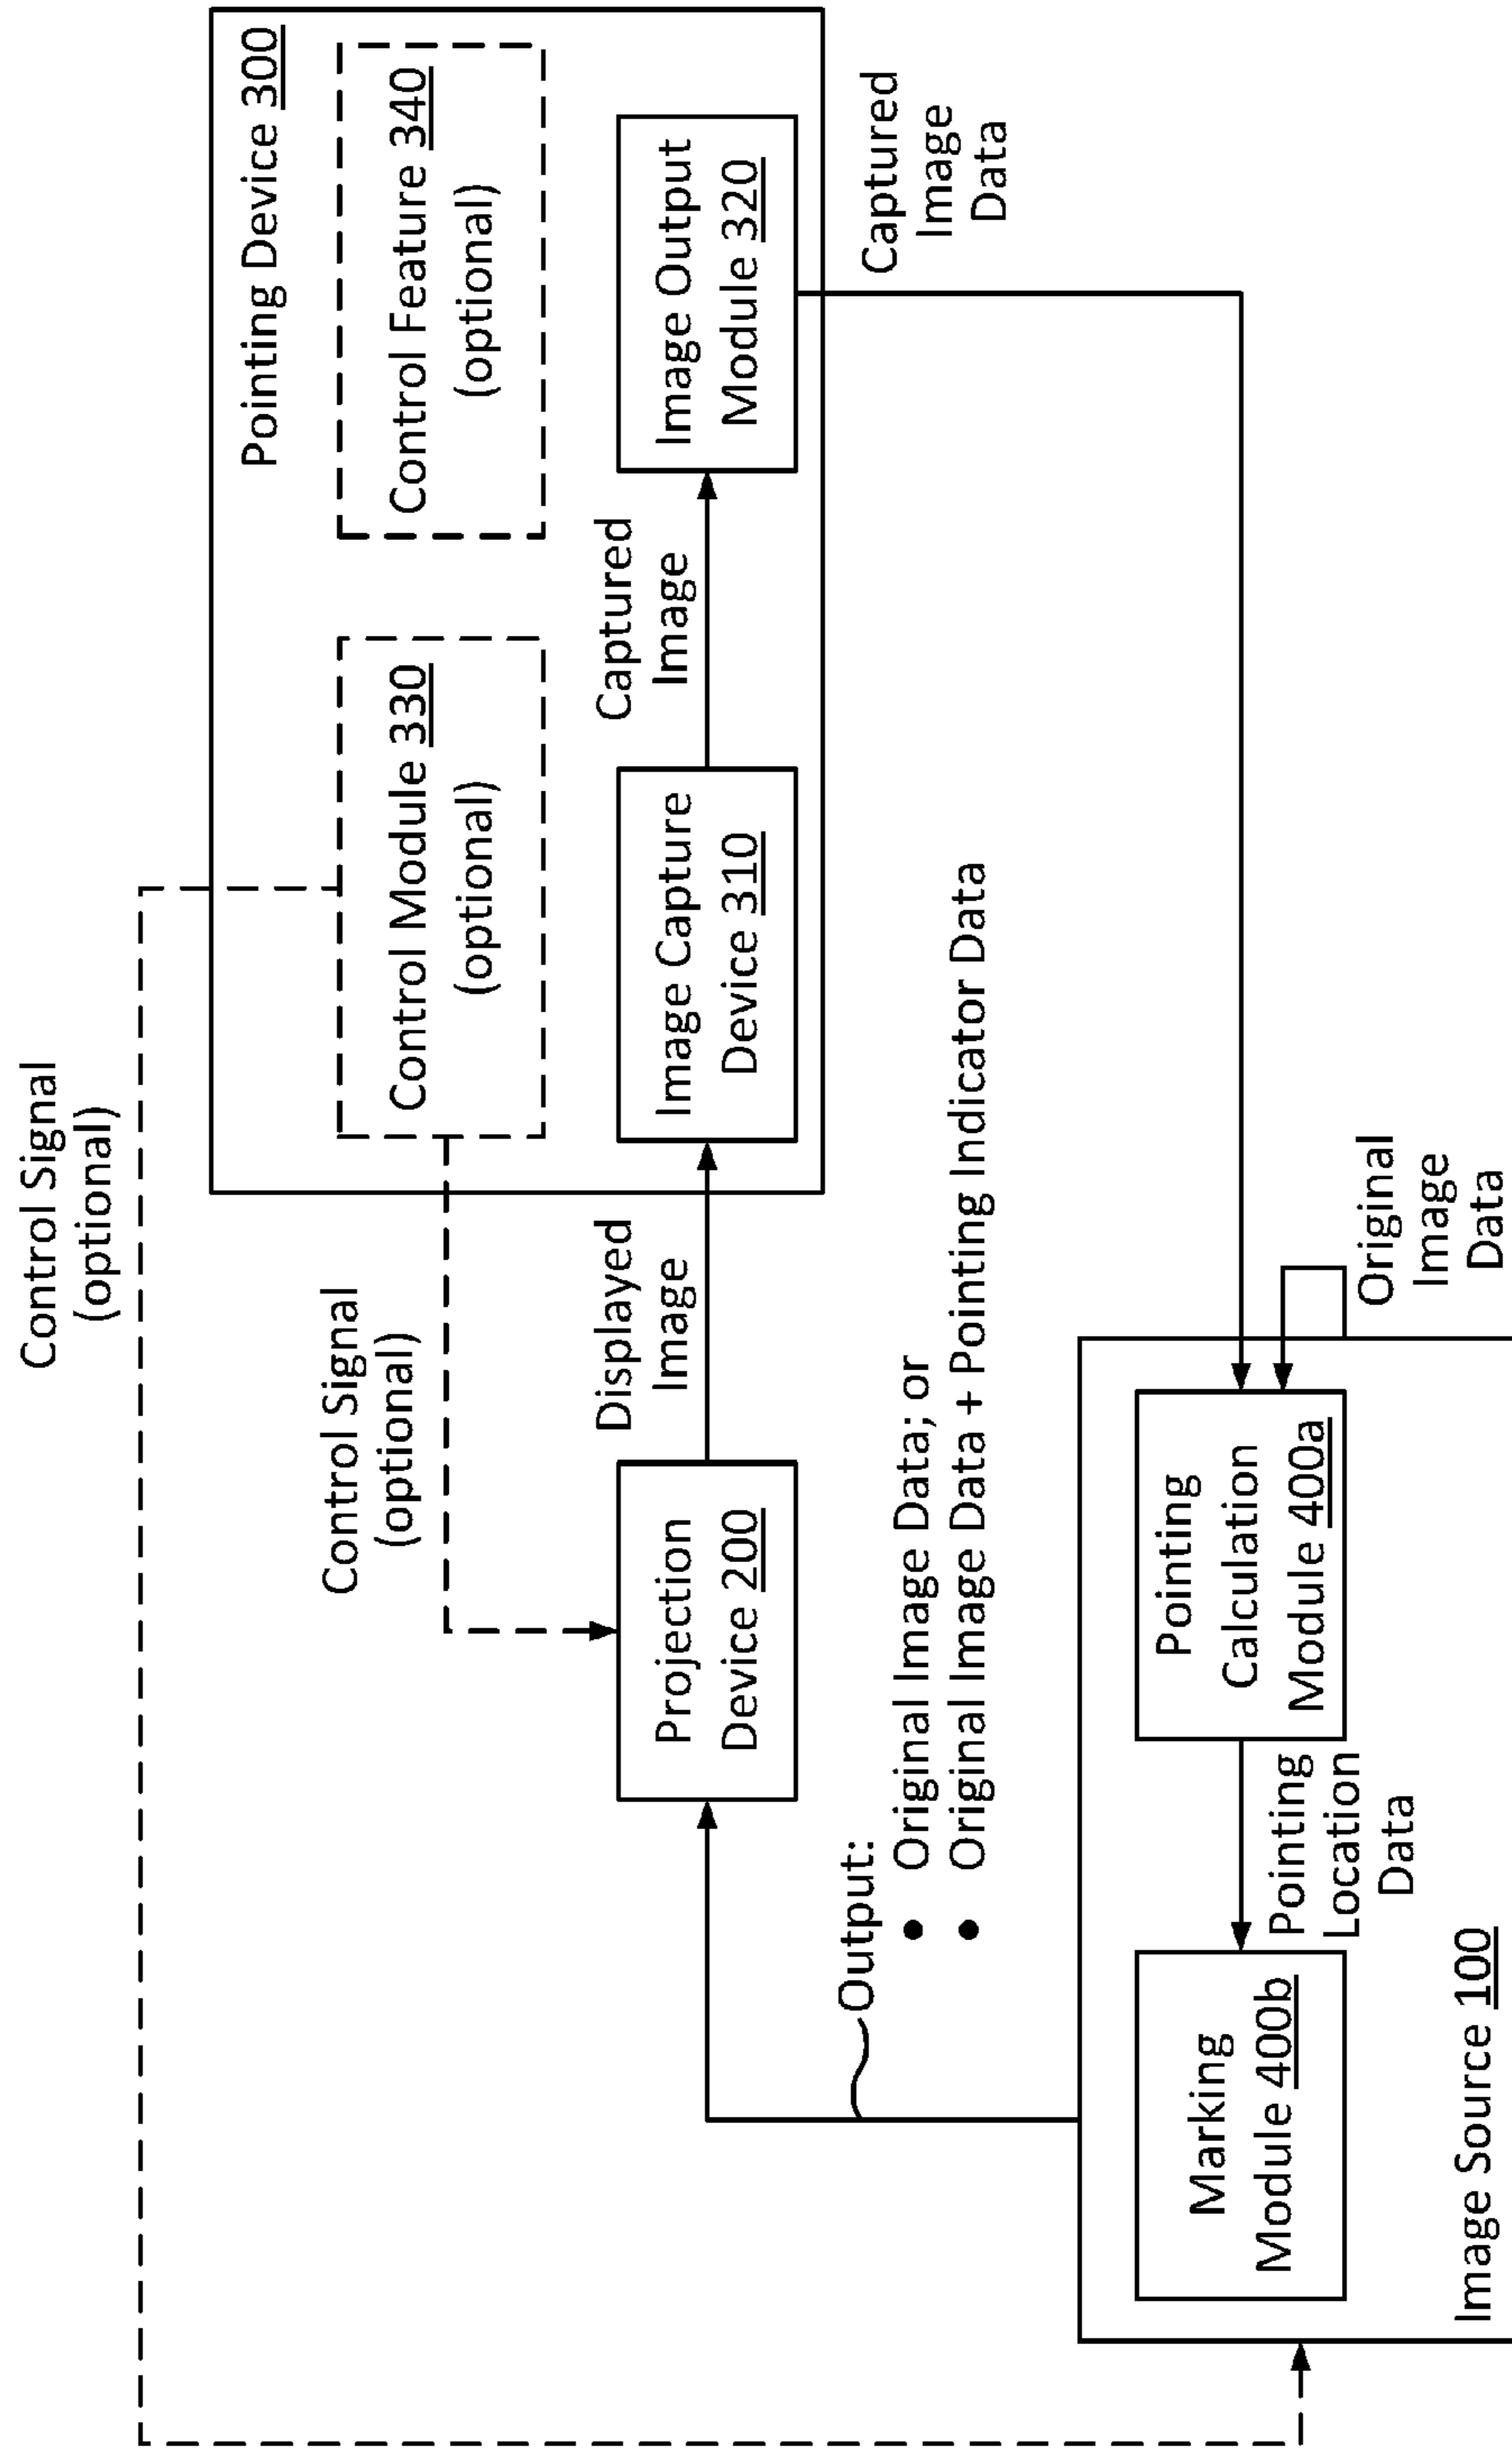 Control Signal
(optional)
Pointing Device 300
Control Signal
(optional)
Control Module 330
(optional)
Control Feature 340
(optional)
Projection
Device 200
Displayed
Image
Image Capture
Device 310
Captured
Image
Image Output
Module 320
Output:
• Original Image Data; or
• Original Image Data + Pointing Indicator Data
Captured
Image
Data
Marking
Module 400b
Pointing
Location
Data
Pointing
Calculation
Module 400a
Original
Image
Data
Image Source 100